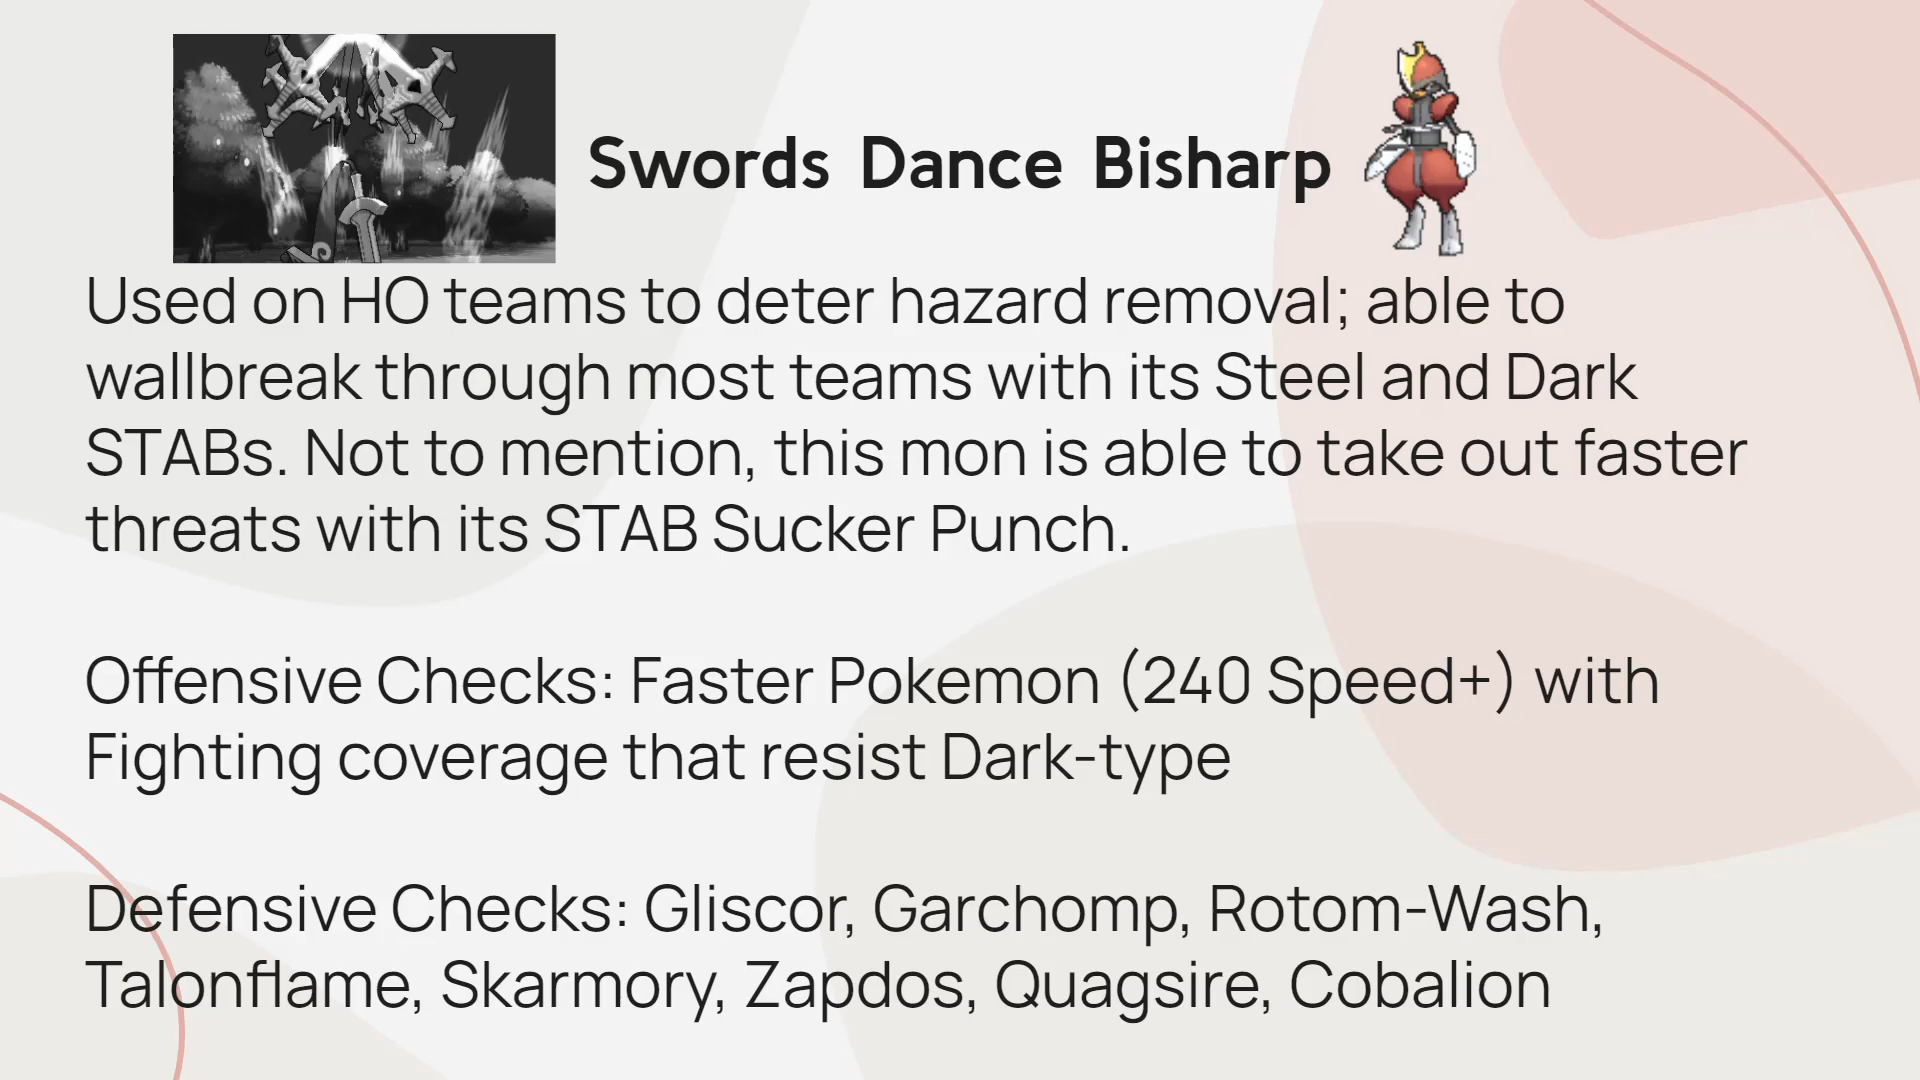 Swords Dance Bisharp
Used on HO teams to deter hazard removal; able to
wallbreak through most teams with its Steel and Dark
STABs. Not to mention, this mon is able to take out faster
threats with its STAB Sucker Punch.
Offensive Checks: Faster Pokemon (240 Speed+) with
Fighting coverage that resist Dark-type
Defensive Checks: Gliscor, Garchomp, Rotom-Wash,
Talonflame, Skarmory, Zapdos, Quagsire, Cobalion